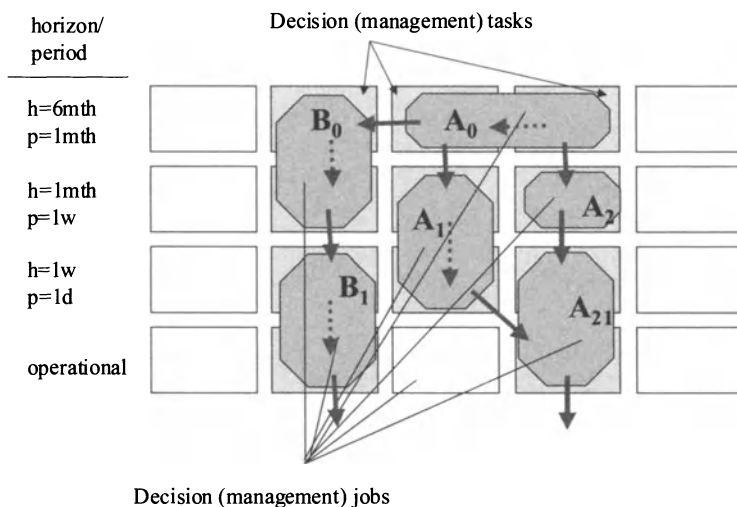 Decision (management) tasks
horizon/
period
h=6mth
p=1mth
B0
A0
h=1mth
p=1w
A1
A2
h=1w
p=1d
B1
A21
operational
Decision (management) jobs